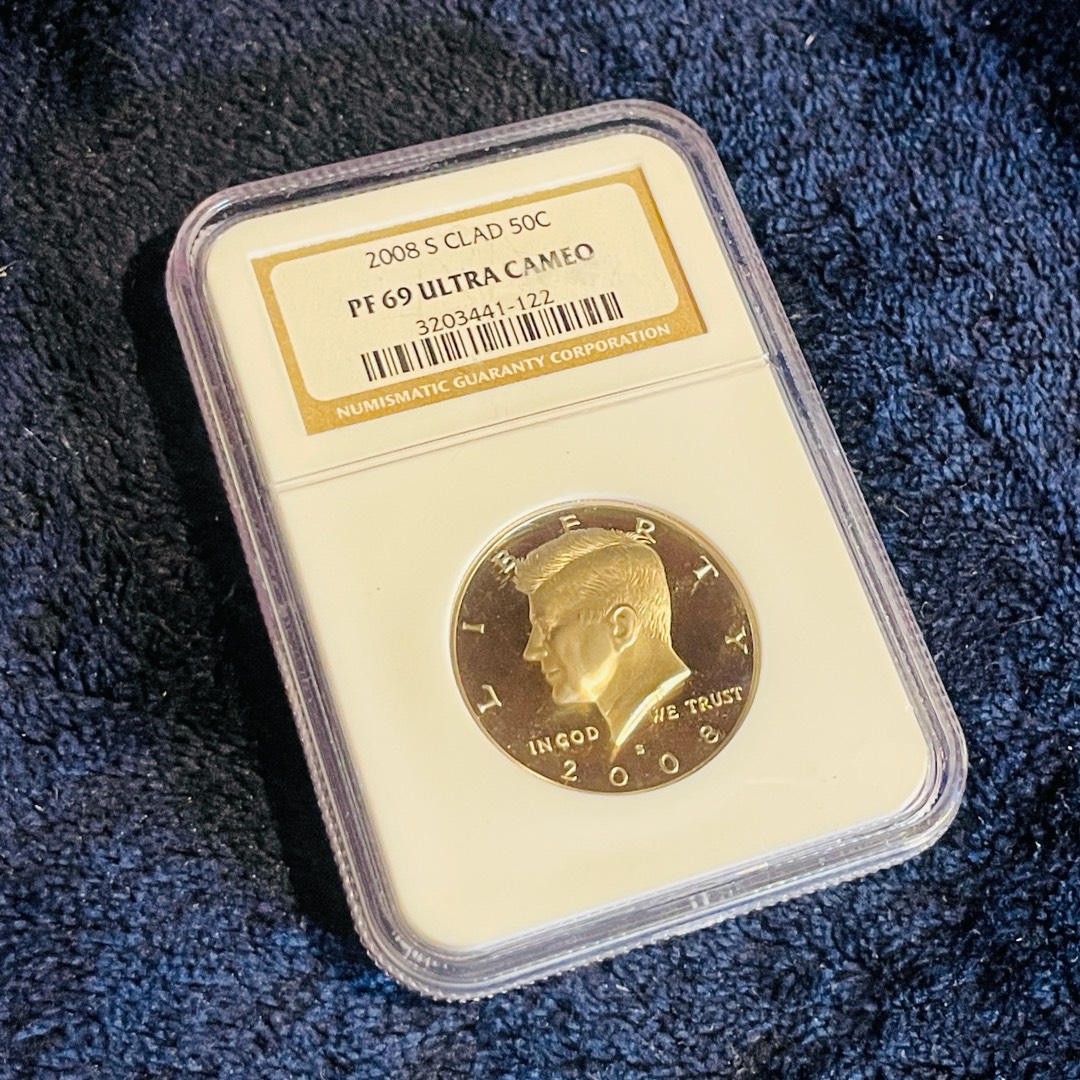 2008 S CLAD 50C
PF 69 ULTRA CAMEO
3203441-122
NUMISMATIC GUARANTY CORPORATION
LIBERTY
IN GOD WE TRUST
S
2008